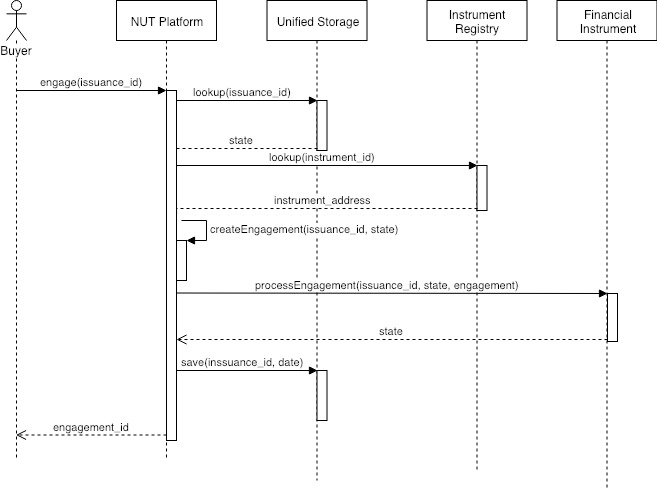 NUT Platform
Unified Storage
Instrument
Registry
Financial
Instrument
Buyer
engage(issuance_id)
lookup(issuance_id)
state
lookup(instrument_id)
instrument_address
createEngagement(issuance_id, state)
processEngagement(issuance_id, state, engagement)
state
save(inssuance_id, date)
engagement_id